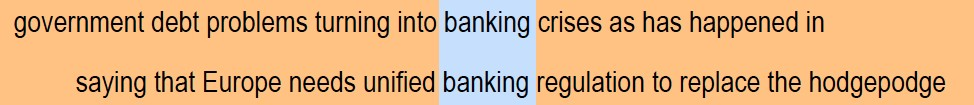 government debt problems turning into banking crises as has happened in
saying that Europe needs unified banking regulation to replace the hodgepodge